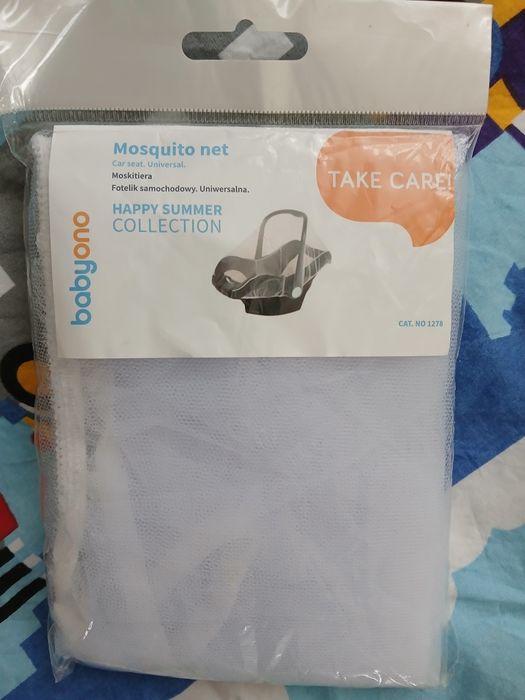 Mosquito net
Car seat. Universal.
Moskitiera
Fotelik samochodowy. Uniwersalna.
HAPPY SUMMER
COLLECTION
TAKE CARE!
babyono
CAT. NO 1278